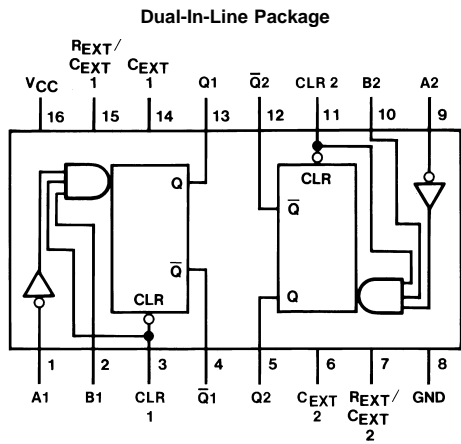 Dual-In-Line Package
REXT/
CEXT
1
CEXT
1
VCC
Q1
Q̅2
CLR 2
B2
A2
16
15
14
13
12
11
10
9
Q
Q̅
CLR
CLR
Q̅
Q
1
2
3
4
5
6
7
8
A1
B1
CLR
1
Q̅1
Q2
CEXT
2
REXT/
CEXT
2
GND